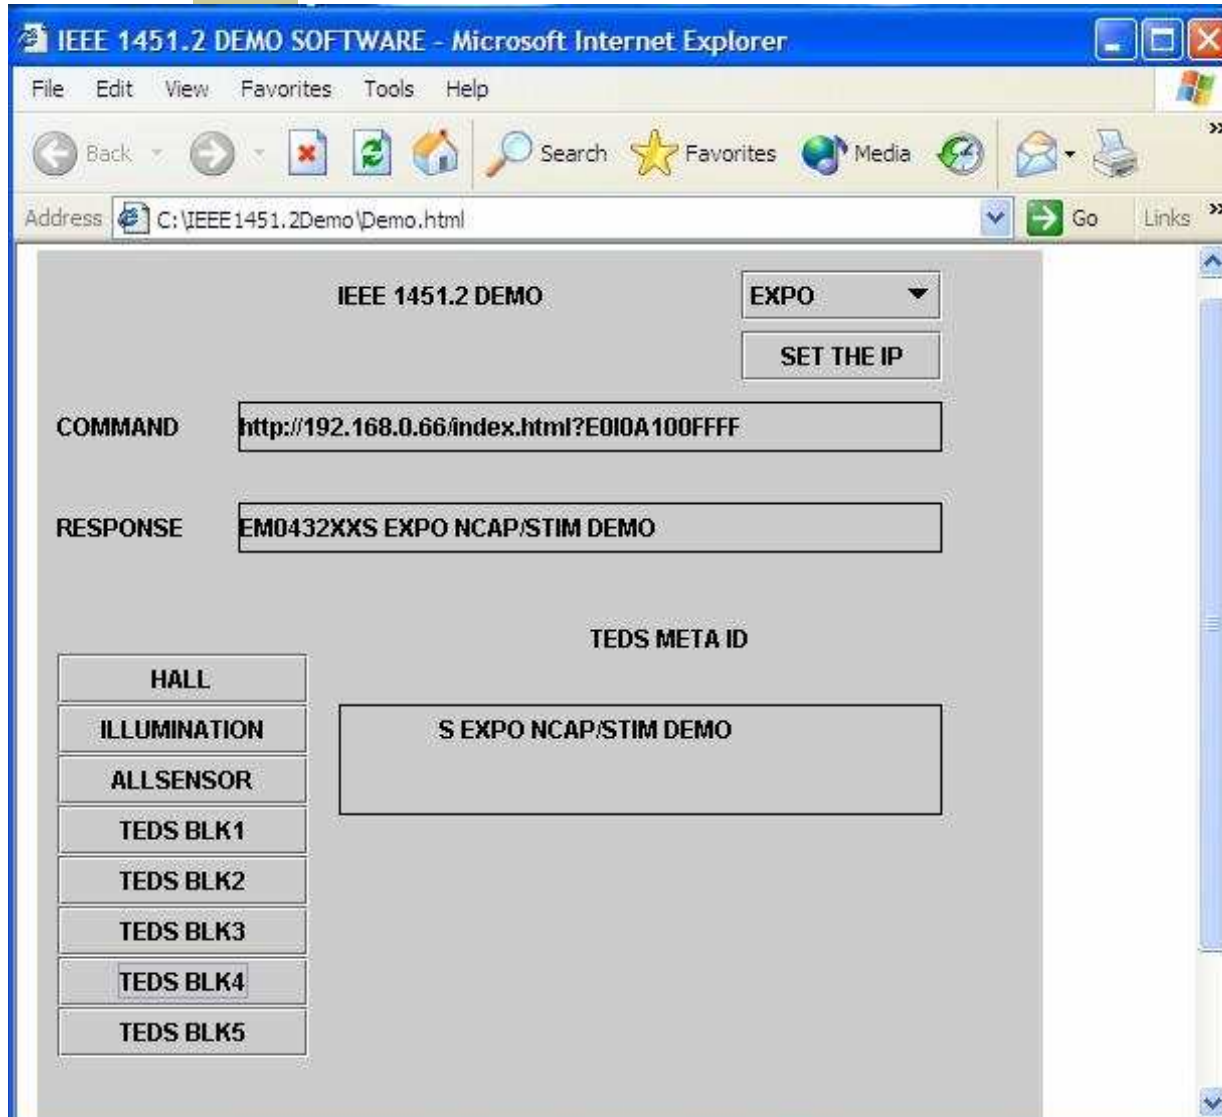 IEEE 1451.2 DEMO SOFTWARE - Microsoft Internet Explorer
File Edit View Favorites Tools Help
Back Search Favorites Media
Address C:\IEEE1451.2Demo\Demo.html Go Links
IEEE 1451.2 DEMO EXPO
SET THE IP
COMMAND http://192.168.0.66/index.html?E0I0A100FFFF
RESPONSE EM0432XXS EXPO NCAP/STIM DEMO
TEDS META ID
HALL
ILLUMINATION S EXPO NCAP/STIM DEMO
ALLSENSOR
TEDS BLK1
TEDS BLK2
TEDS BLK3
TEDS BLK4
TEDS BLK5